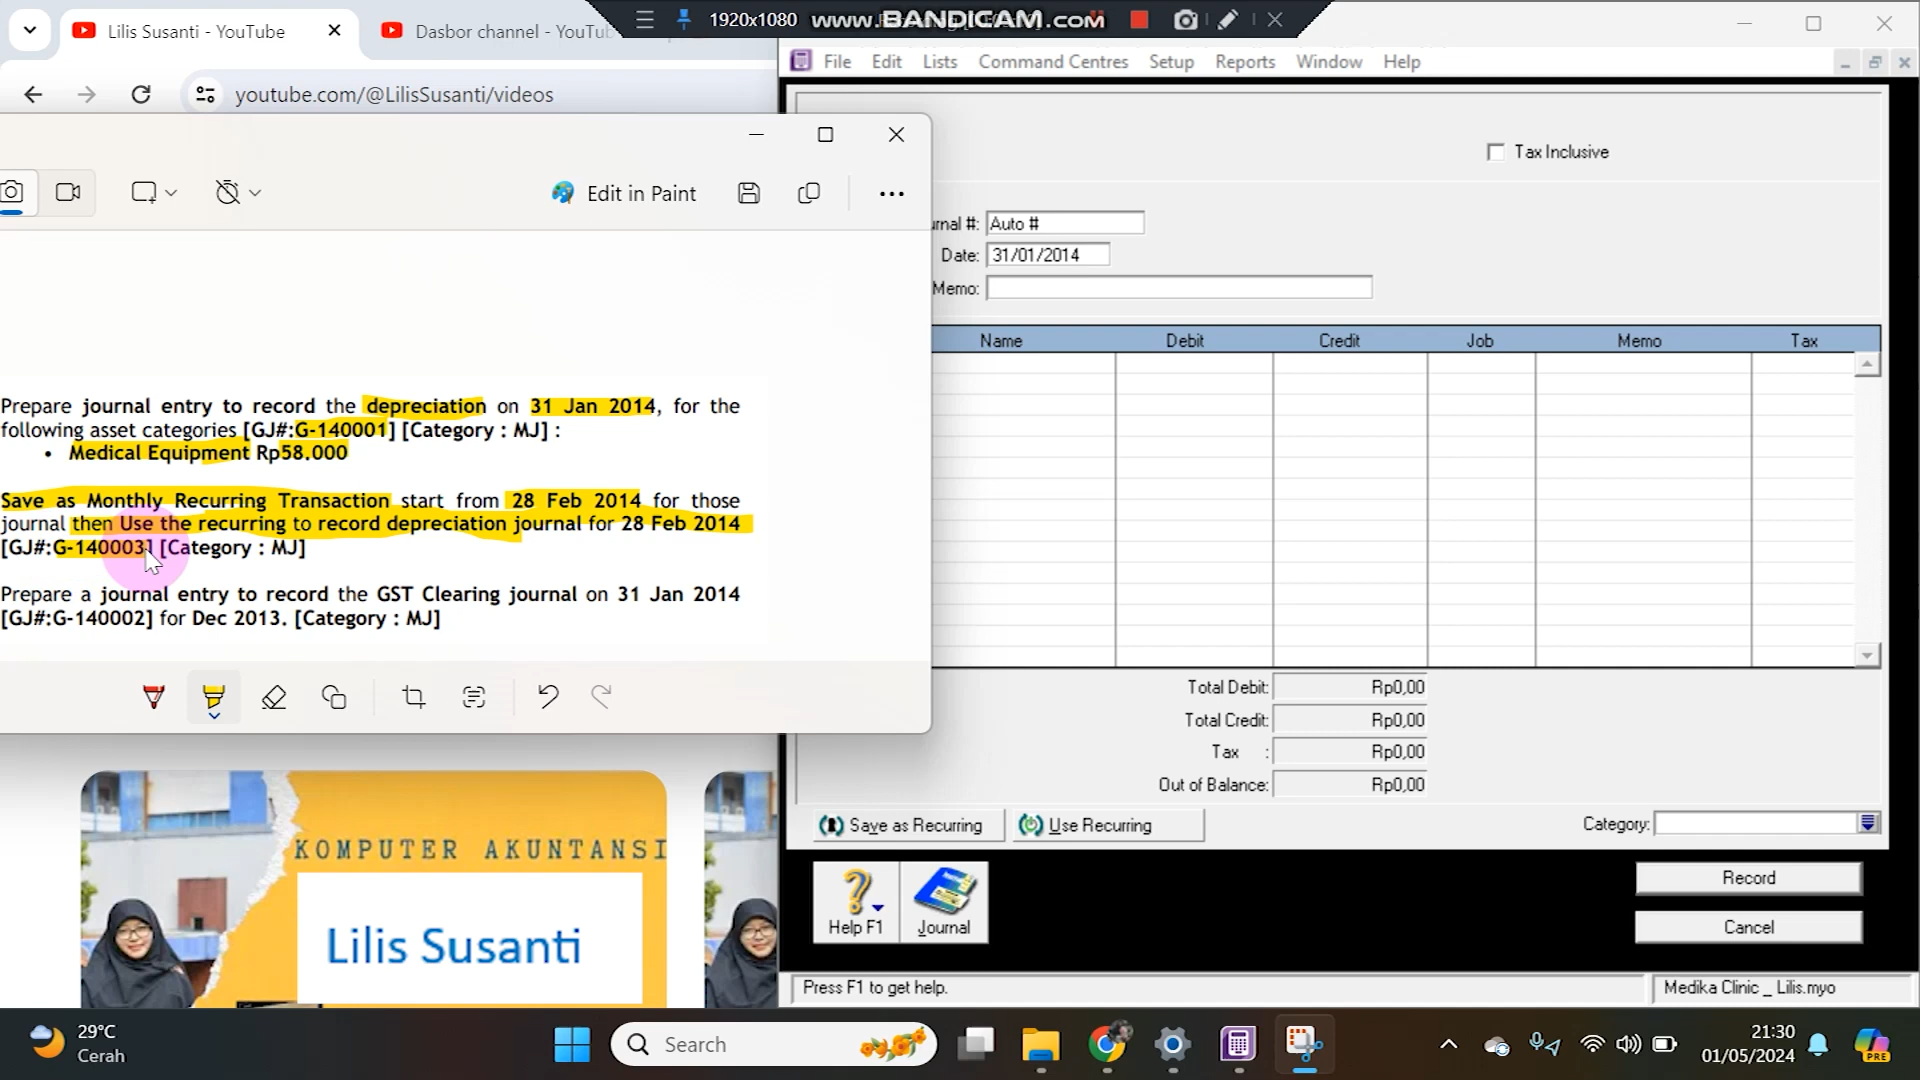 Lilis Susanti - YouTube
Dasbor channel - YouTu
1920x1080
www.BANDICAM.com
youtube.com/@LilisSusanti/videos
File Edit Lists Command Centres Setup Reports Window Help
Tax Inclusive
Edit in Paint
urnal #: Auto #
Date: 31/01/2014
Memo:
Name Debit Credit Job Memo Tax
Prepare journal entry to record the depreciation on 31 Jan 2014, for the
following asset categories [GJ#:G-140001] [Category : MJ] :
• Medical Equipment Rp58.000
Save as Monthly Recurring Transaction start from 28 Feb 2014 for those
journal then Use the recurring to record depreciation journal for 28 Feb 2014
[GJ#:G-140003] [Category : MJ]
Prepare a journal entry to record the GST Clearing journal on 31 Jan 2014
[GJ#:G-140002] for Dec 2013. [Category : MJ]
Total Debit: Rp0,00
Total Credit: Rp0,00
Tax : Rp0,00
Out of Balance: Rp0,00
Save as Recurring
Use Recurring
Category:
KOMPUTER AKUNTANSI
Lilis Susanti
Help F1
Journal
Record
Cancel
Press F1 to get help.
Medika Clinic _ Lilis.myo
29°C
Cerah
Search
21:30
01/05/2024
PRE